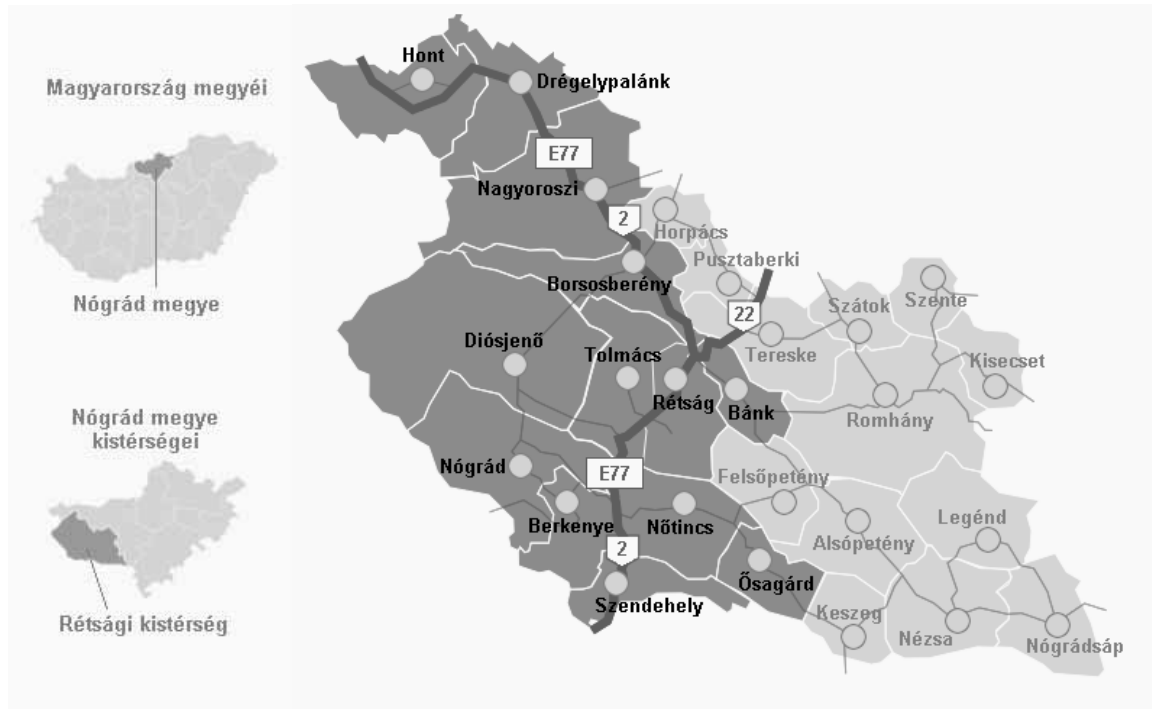 Magyarország megyéi
Nógrád megye
Nógrád megye
kistérségei
Rétsági kistérség
Hont
Drégelypalánk
E77
Nagyoroszi
2
Horpács
Pusztaberki
Borsosberény
22
Szátok
Szente
Diósjenő
Tolmács
Tereske
Kisecset
Rétság
Bánk
Romhány
Nógrád
E77
Felsőpetény
Berkenye
Nőtincs
Alsópetény
Legénd
2
Ősagárd
Szendehely
Keszeg
Nézsa
Nógrádsáp